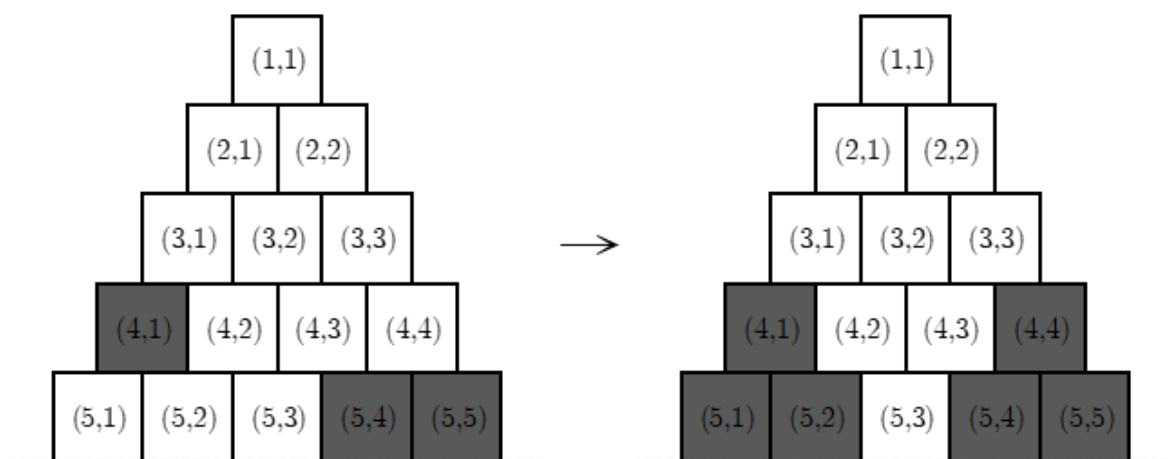 (1,1) (1,1)
(2,1) (2,2) (2,1) (2,2)
(3,1) (3,2) (3,3) (3,1) (3,2) (3,3)
(4,1) (4,2) (4,3) (4,4) (4,1) (4,2) (4,3) (4,4)
(5,1) (5,2) (5,3) (5,4) (5,5) (5,1) (5,2) (5,3) (5,4) (5,5)